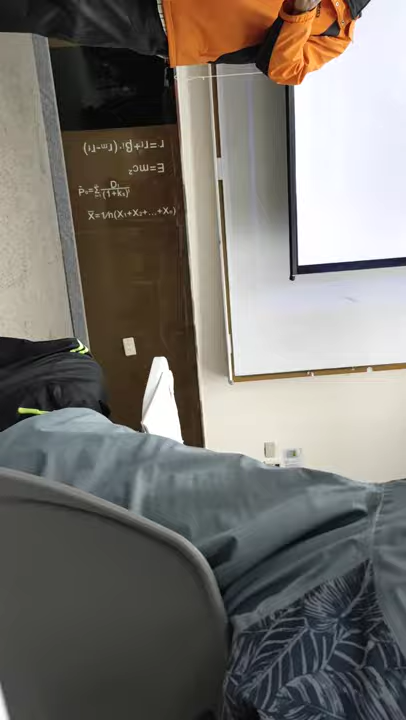 r=rf+βi.(rm-rf)
E=mc²
P₀=Σ Dₜ/(1+kₛ)ᵗ
X̄=1/n(X₁+X₂+...+Xₙ)